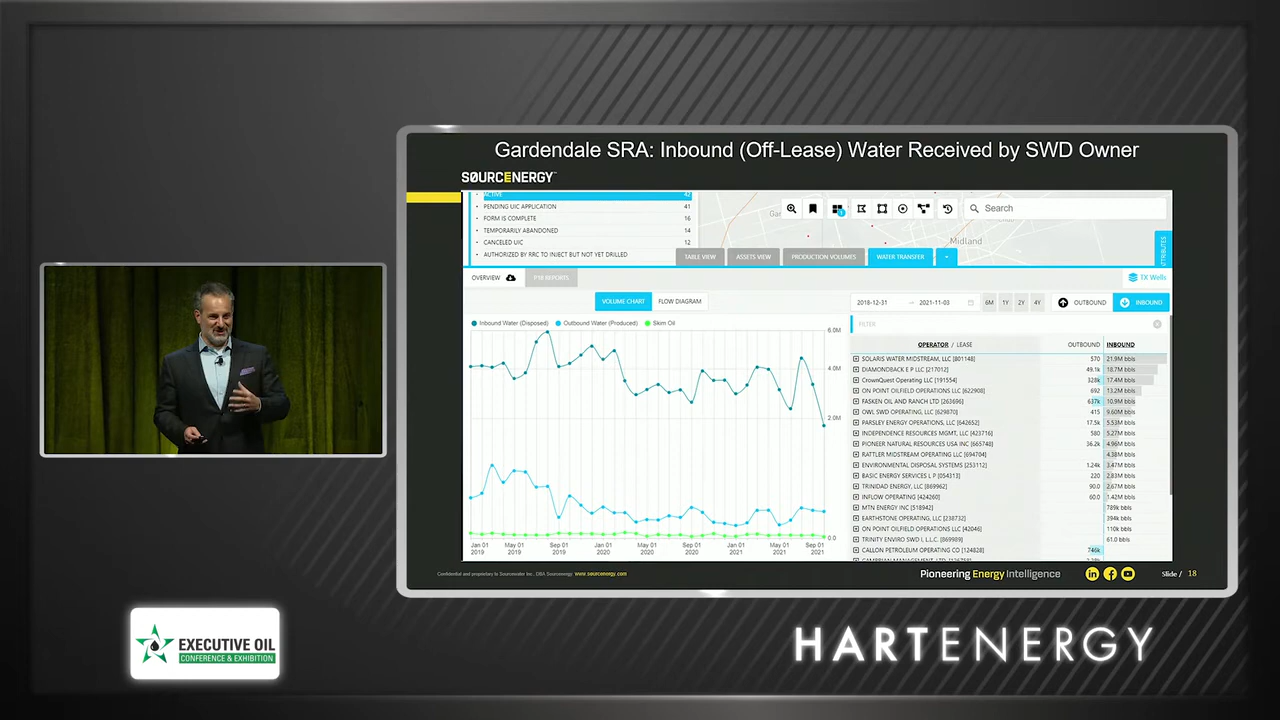 Gardendale SRA: Inbound (Off-Lease) Water Received by SWD Owner
SOURCENERGY
ACTIVE 42
PENDING UIC APPLICATION 41
FORM IS COMPLETE 16
TEMPORARILY ABANDONED 14
CANCELED UIC 12
AUTHORIZED BY RRC TO INJECT BUT NOT YET DRILLED
Search
Midland
TABLE VIEW ASSETS VIEW PRODUCTION VOLUMES WATER TRANSFER
OVERVIEW P18 REPORTS
TX Wells
VOLUME CHART FLOW DIAGRAM
2018-12-31 → 2021-11-03 6M 1Y 2Y 4Y OUTBOUND INBOUND
Inbound Water (Disposed) Outbound Water (Produced) Skim Oil
FILTER
6.0M
4.0M
2.0M
0.0
Jan 01 2019 May 01 2019 Sep 01 2019 Jan 01 2020 May 01 2020 Sep 01 2020 Jan 01 2021 May 01 2021 Sep 01 2021
OPERATOR / LEASE OUTBOUND INBOUND
SOLARIS WATER MIDSTREAM, LLC [801148] 570 21.9M bbls
DIAMONDBACK E P LLC [217012] 49.1k 18.7M bbls
CrownQuest Operating LLC [191554] 328k 17.4M bbls
ON POINT OILFIELD OPERATIONS LLC [622908] 692 13.2M bbls
FASKEN OIL AND RANCH LTD [263696] 637k 10.9M bbls
OWL SWD OPERATING, LLC [629870] 415 9.60M bbls
PARSLEY ENERGY OPERATIONS, LLC [642652] 17.5k 5.53M bbls
INDEPENDENCE RESOURCES MGMT, LLC [423716] 580 5.27M bbls
PIONEER NATURAL RESOURCES USA INC [665748] 36.2k 4.96M bbls
RATTLER MIDSTREAM OPERATING LLC [694704] 4.38M bbls
ENVIRONMENTAL DISPOSAL SYSTEMS [253112] 1.24k 3.47M bbls
BASIC ENERGY SERVICES L P [054313] 220 2.83M bbls
TRINIDAD ENERGY, LLC [869962] 90.0 2.67M bbls
INFLOW OPERATING [424260] 60.0 1.42M bbls
MTN ENERGY INC [518942] 789k bbls
EARTHSTONE OPERATING, LLC [238732] 394k bbls
ON POINT OILFIELD OPERATIONS LLC [42046] 110k bbls
TRINITY ENVIRO SWD I, L.L.C. [869989] 61.0 bbls
CALLON PETROLEUM OPERATING CO [124828] 746k
Confidential and proprietary to Sourcewater Inc., DBA Sourcenergy. www.sourcenergy.com
Pioneering Energy Intelligence
Slide / 18
EXECUTIVE OIL
CONFERENCE & EXHIBITION
HARTENERGY